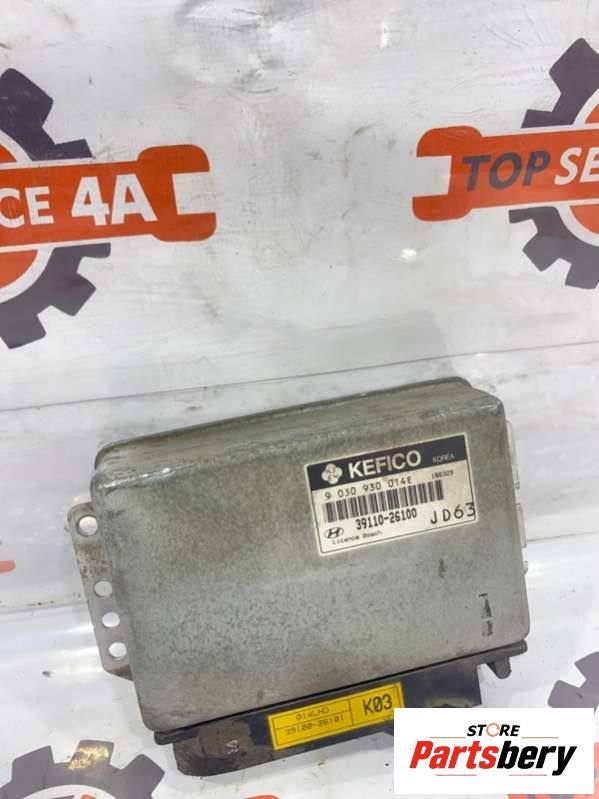 TOP SE
CE 4A
KEFICO KOREA
9 030 930 014E
39110-26100
JD63
Licence Bosch
014LHD
39100-26101
K03
STORE
Partsbery